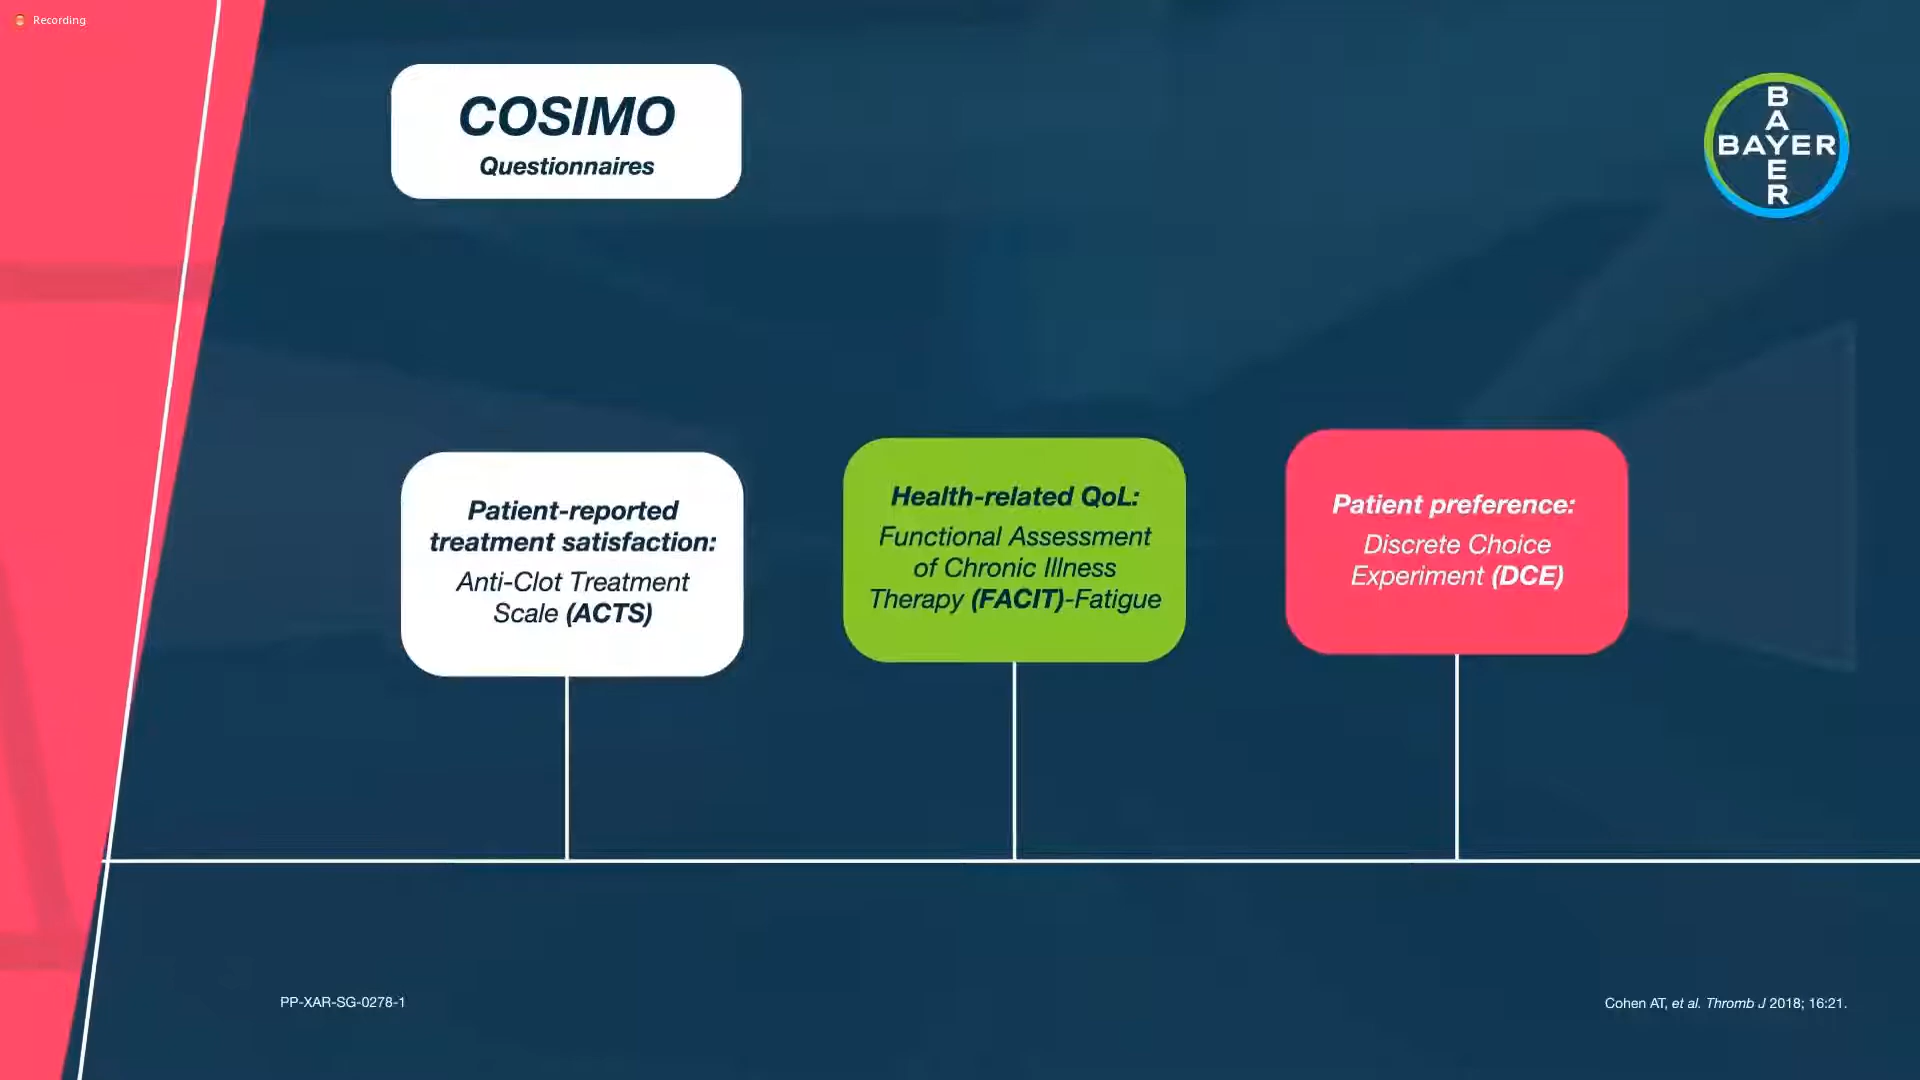 Recording
COSIMO
Questionnaires
B
A
BAYER
E
R
Patient-reported
treatment satisfaction:
Anti-Clot Treatment
Scale (ACTS)
Health-related QoL:
Functional Assessment
of Chronic Illness
Therapy (FACIT)-Fatigue
Patient preference:
Discrete Choice
Experiment (DCE)
PP-XAR-SG-0278-1
Cohen AT, et al. Thromb J 2018; 16:21.